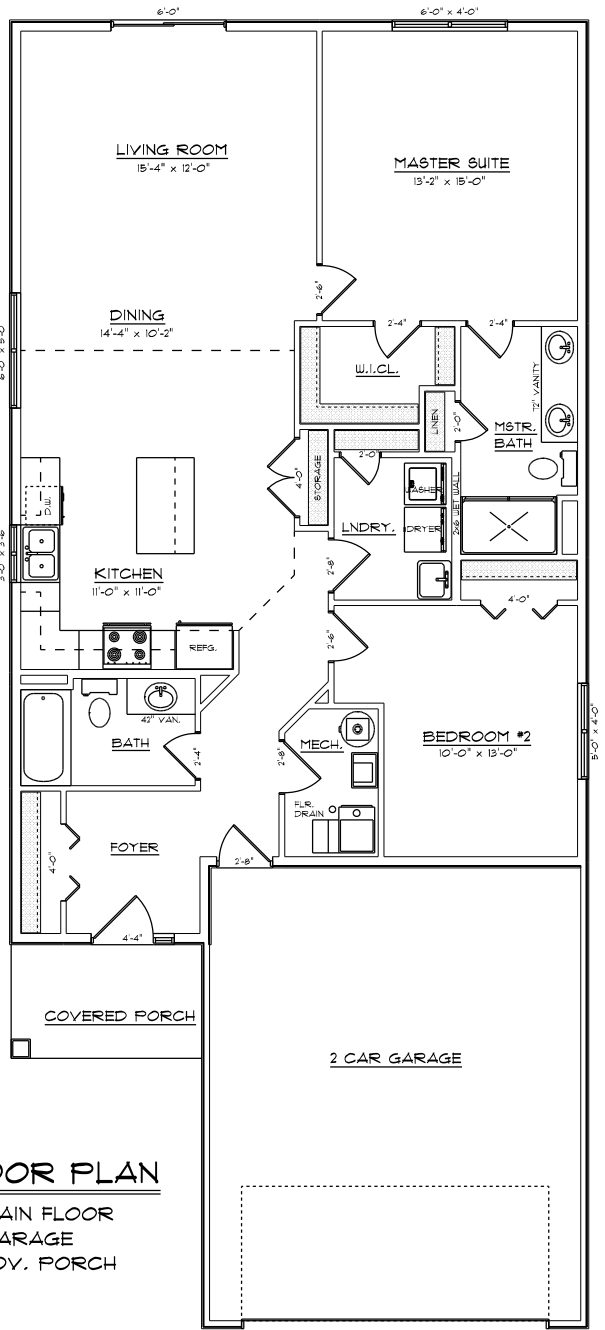 6'-0"
6'-0" x 4'-0"
LIVING ROOM
15'-4" x 12'-0"
MASTER SUITE
13'-2" x 15'-0"
2'-6"
DINING
14'-4" x 10'-2"
2'-4"
2'-4"
W.I.CL.
72" VANITY
LINEN
2'-0"
MSTR.
BATH
2'-0"
STORAGE
4'-0"
WASHER
2x6 WET WALL
D.W.
LNDRY.
DRYER
KITCHEN
11'-0" x 11'-0"
2'-8"
4'-0"
REFG.
2'-6"
42" VAN.
BATH
2'-4"
MECH.
2'-8"
BEDROOM #2
10'-0" x 13'-0"
5'-0" x 4'-0"
FLR.
DRAIN
FOYER
4'-0"
2'-8"
4'-4"
COVERED PORCH
2 CAR GARAGE
OOR PLAN
AIN FLOOR
ARAGE
OV. PORCH